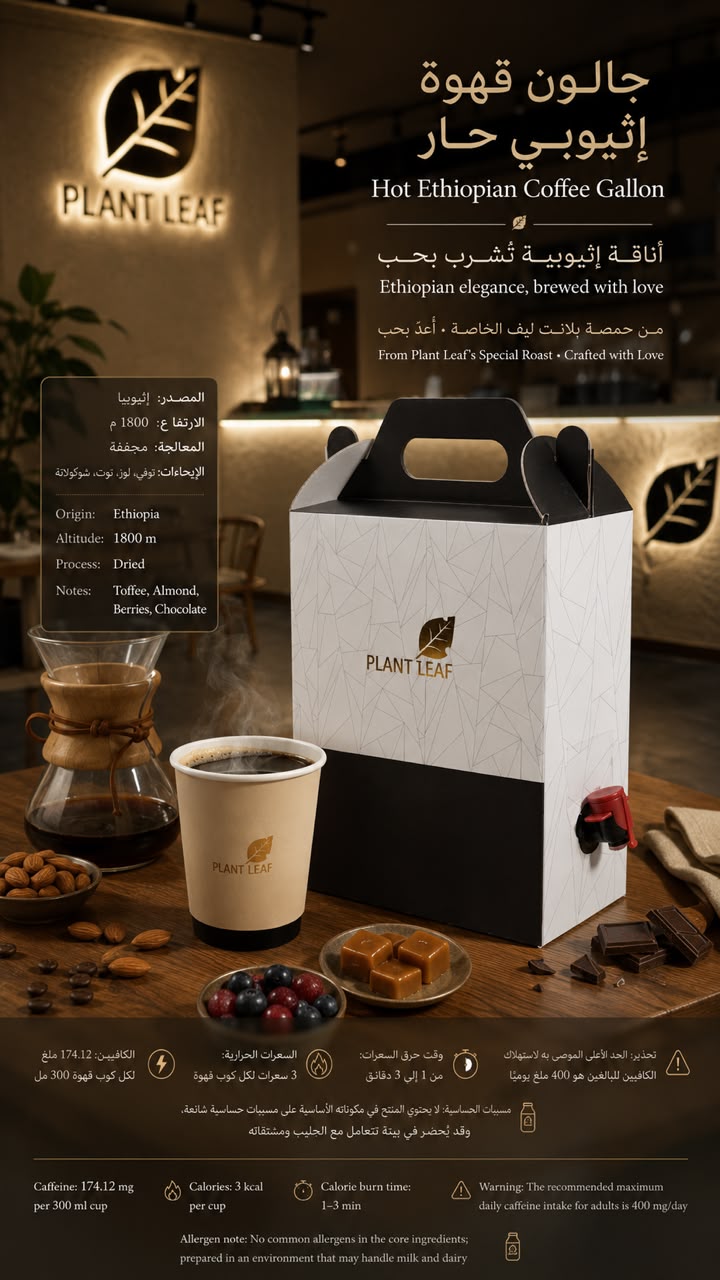 PLANT LEAF
جالون قهوة
إثيوبي حار
Hot Ethiopian Coffee Gallon
أناقة إثيوبية تُشرب بحب
Ethiopian elegance, brewed with love
من حمصة بلانت ليف الخاصة • أعدّ بحب
From Plant Leaf's Special Roast • Crafted with Love
المصدر: إثيوبيا
الارتفاع: 1800 م
المعالجة: مجففة
الإيحاءات: توفي، لوز، توت، شوكولاتة
Origin: Ethiopia
Altitude: 1800 m
Process: Dried
Notes: Toffee, Almond,
Berries, Chocolate
PLANT LEAF
PLANT LEAF
تحذير: الحد الأعلى الموصى به لاستهلاك
الكافيين للبالغين هو 400 ملغ يوميًا
وقت حرق السعرات:
من 1 إلى 3 دقائق
السعرات الحرارية:
3 سعرات لكل كوب قهوة
الكافيين: 174.12 ملغ
لكل كوب قهوة 300 مل
مسببات الحساسية: لا يحتوي المنتج في مكوناته الأساسية على مسببات حساسية شائعة،
وقد يُحضر في بيئة تتعامل مع الحليب ومشتقاته
Caffeine: 174.12 mg
per 300 ml cup
Calories: 3 kcal
per cup
Calorie burn time:
1–3 min
Warning: The recommended maximum
daily caffeine intake for adults is 400 mg/day
Allergen note: No common allergens in the core ingredients;
prepared in an environment that may handle milk and dairy